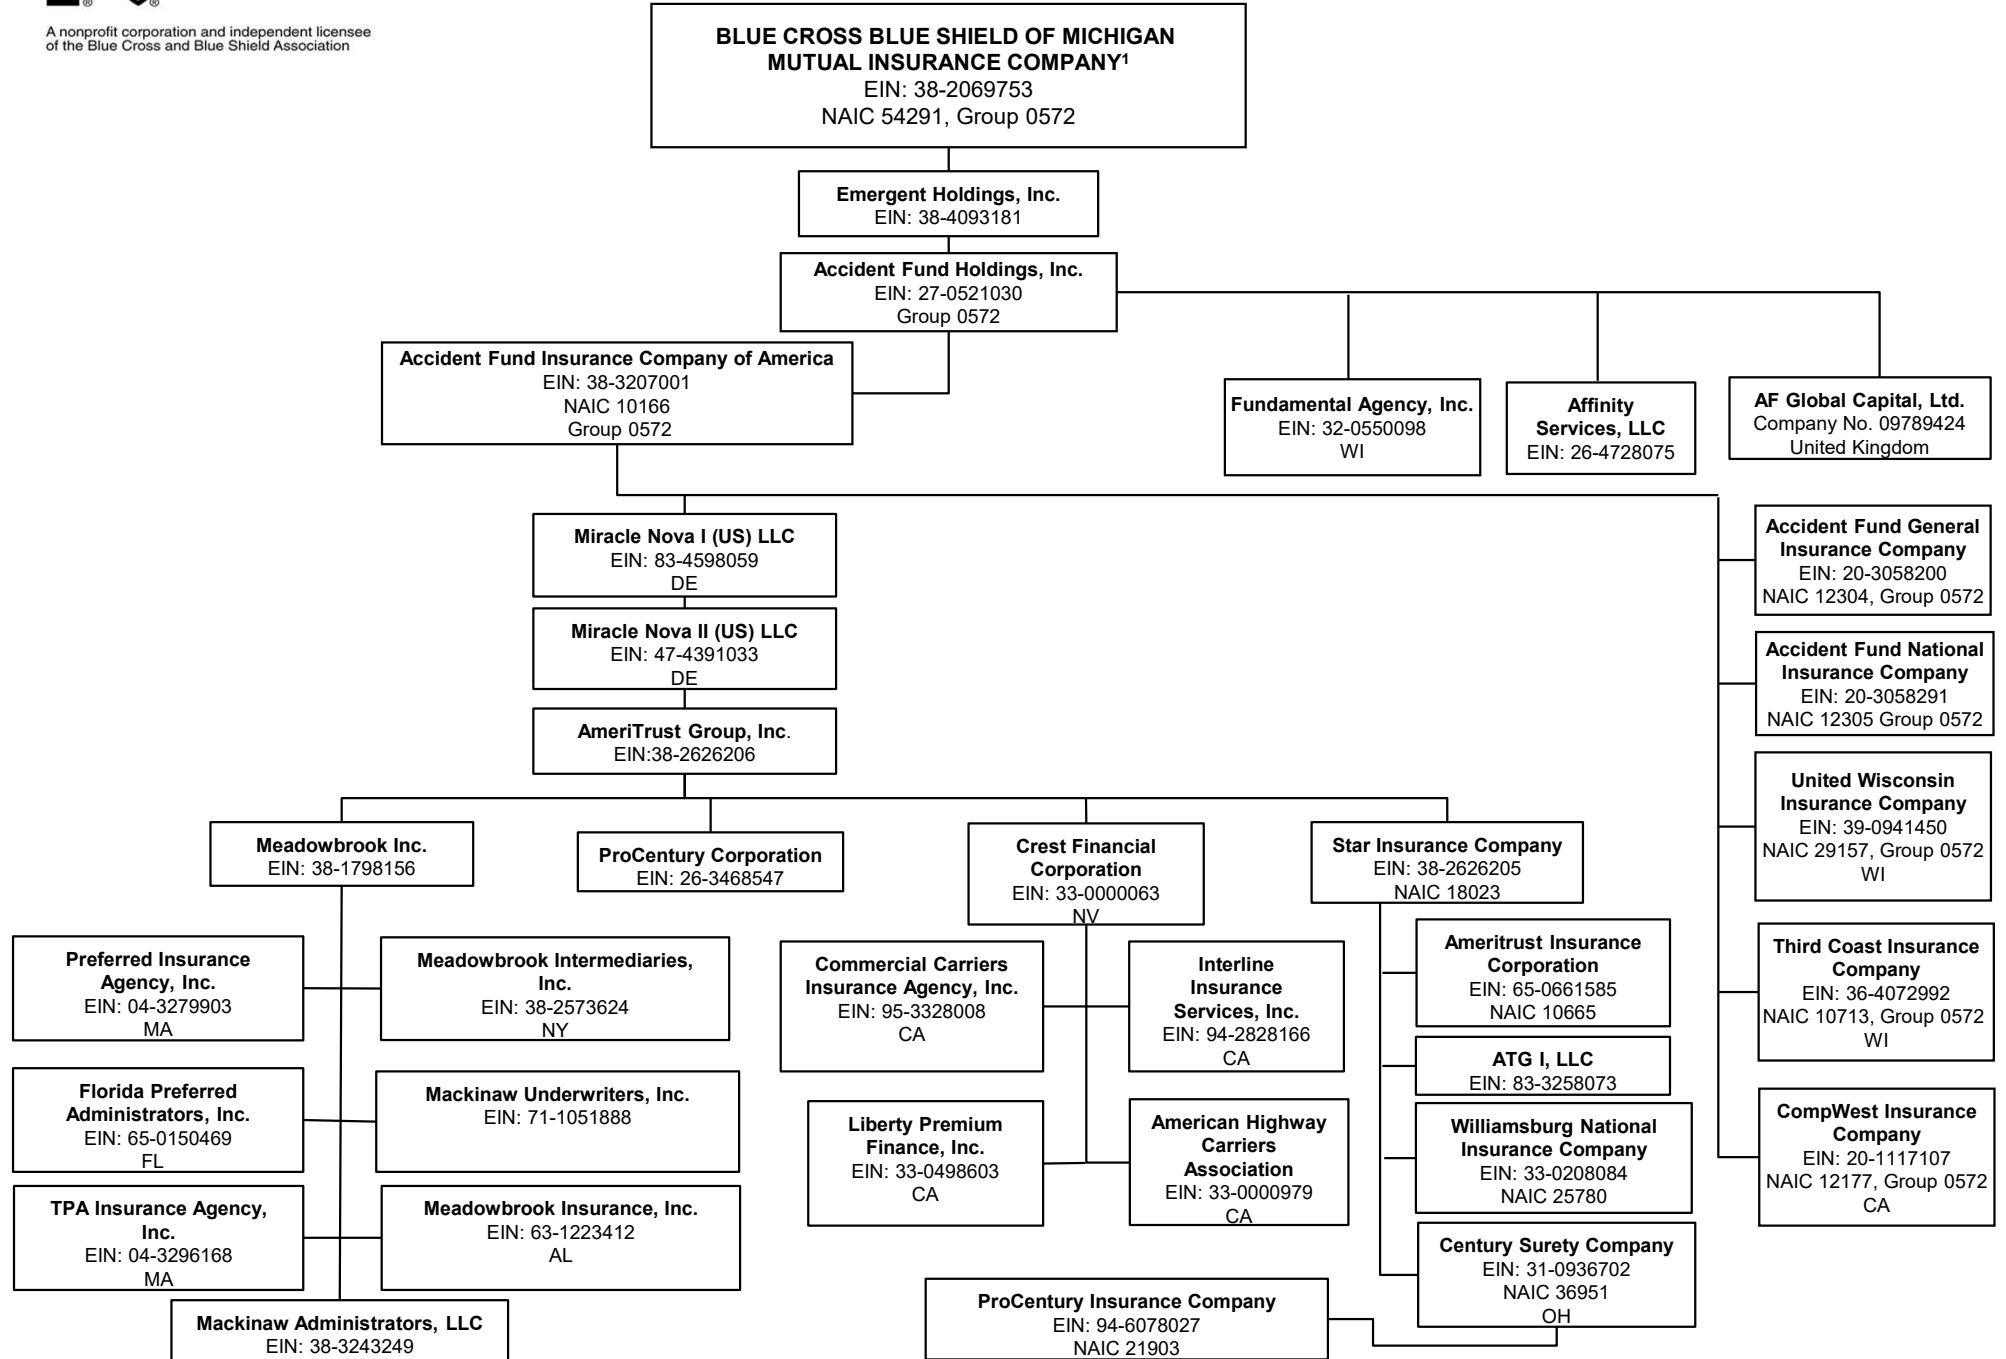 ®
®
A nonprofit corporation and independent licensee
of the Blue Cross and Blue Shield Association
BLUE CROSS BLUE SHIELD OF MICHIGAN
MUTUAL INSURANCE COMPANY¹
EIN: 38-2069753
NAIC 54291, Group 0572
Emergent Holdings, Inc.
EIN: 38-4093181
Accident Fund Holdings, Inc.
EIN: 27-0521030
Group 0572
Accident Fund Insurance Company of America
EIN: 38-3207001
NAIC 10166
Group 0572
Fundamental Agency, Inc.
EIN: 32-0550098
WI
Affinity
Services, LLC
EIN: 26-4728075
AF Global Capital, Ltd.
Company No. 09789424
United Kingdom
Miracle Nova I (US) LLC
EIN: 83-4598059
DE
Miracle Nova II (US) LLC
EIN: 47-4391033
DE
AmeriTrust Group, Inc.
EIN:38-2626206
Accident Fund General
Insurance Company
EIN: 20-3058200
NAIC 12304, Group 0572
Accident Fund National
Insurance Company
EIN: 20-3058291
NAIC 12305 Group 0572
United Wisconsin
Insurance Company
EIN: 39-0941450
NAIC 29157, Group 0572
WI
Third Coast Insurance
Company
EIN: 36-4072992
NAIC 10713, Group 0572
WI
CompWest Insurance
Company
EIN: 20-1117107
NAIC 12177, Group 0572
CA
Meadowbrook Inc.
EIN: 38-1798156
ProCentury Corporation
EIN: 26-3468547
Crest Financial
Corporation
EIN: 33-0000063
NV
Star Insurance Company
EIN: 38-2626205
NAIC 18023
Preferred Insurance
Agency, Inc.
EIN: 04-3279903
MA
Meadowbrook Intermediaries,
Inc.
EIN: 38-2573624
NY
Florida Preferred
Administrators, Inc.
EIN: 65-0150469
FL
Mackinaw Underwriters, Inc.
EIN: 71-1051888
TPA Insurance Agency,
Inc.
EIN: 04-3296168
MA
Meadowbrook Insurance, Inc.
EIN: 63-1223412
AL
Mackinaw Administrators, LLC
EIN: 38-3243249
Commercial Carriers
Insurance Agency, Inc.
EIN: 95-3328008
CA
Interline
Insurance
Services, Inc.
EIN: 94-2828166
CA
Liberty Premium
Finance, Inc.
EIN: 33-0498603
CA
American Highway
Carriers
Association
EIN: 33-0000979
CA
Ameritrust Insurance
Corporation
EIN: 65-0661585
NAIC 10665
ATG I, LLC
EIN: 83-3258073
Williamsburg National
Insurance Company
EIN: 33-0208084
NAIC 25780
Century Surety Company
EIN: 31-0936702
NAIC 36951
OH
ProCentury Insurance Company
EIN: 94-6078027
NAIC 21903